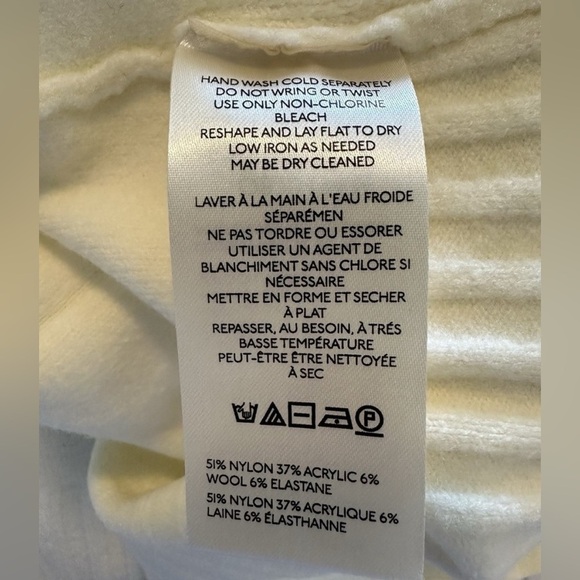 HAND WASH COLD SEPARATELY
DO NOT WRING OR TWIST
USE ONLY NON-CHLORINE
BLEACH
RESHAPE AND LAY FLAT TO DRY
LOW IRON AS NEEDED
MAY BE DRY CLEANED
LAVER À LA MAIN À L'EAU FROIDE
SÉPARÉMEN
NE PAS TORDRE OU ESSORER
UTILISER UN AGENT DE
BLANCHIMENT SANS CHLORE SI
NÉCESSAIRE
METTRE EN FORME ET SECHER
À PLAT
REPASSER, AU BESOIN, À TRÉS
BASSE TEMPÉRATURE
PEUT-ÊTRE ÊTRE NETTOYÉE
À SEC
P
51% NYLON 37% ACRYLIC 6%
WOOL 6% ELASTANE
51% NYLON 37% ACRYLIQUE 6%
LAINE 6% ÉLASTHANNE